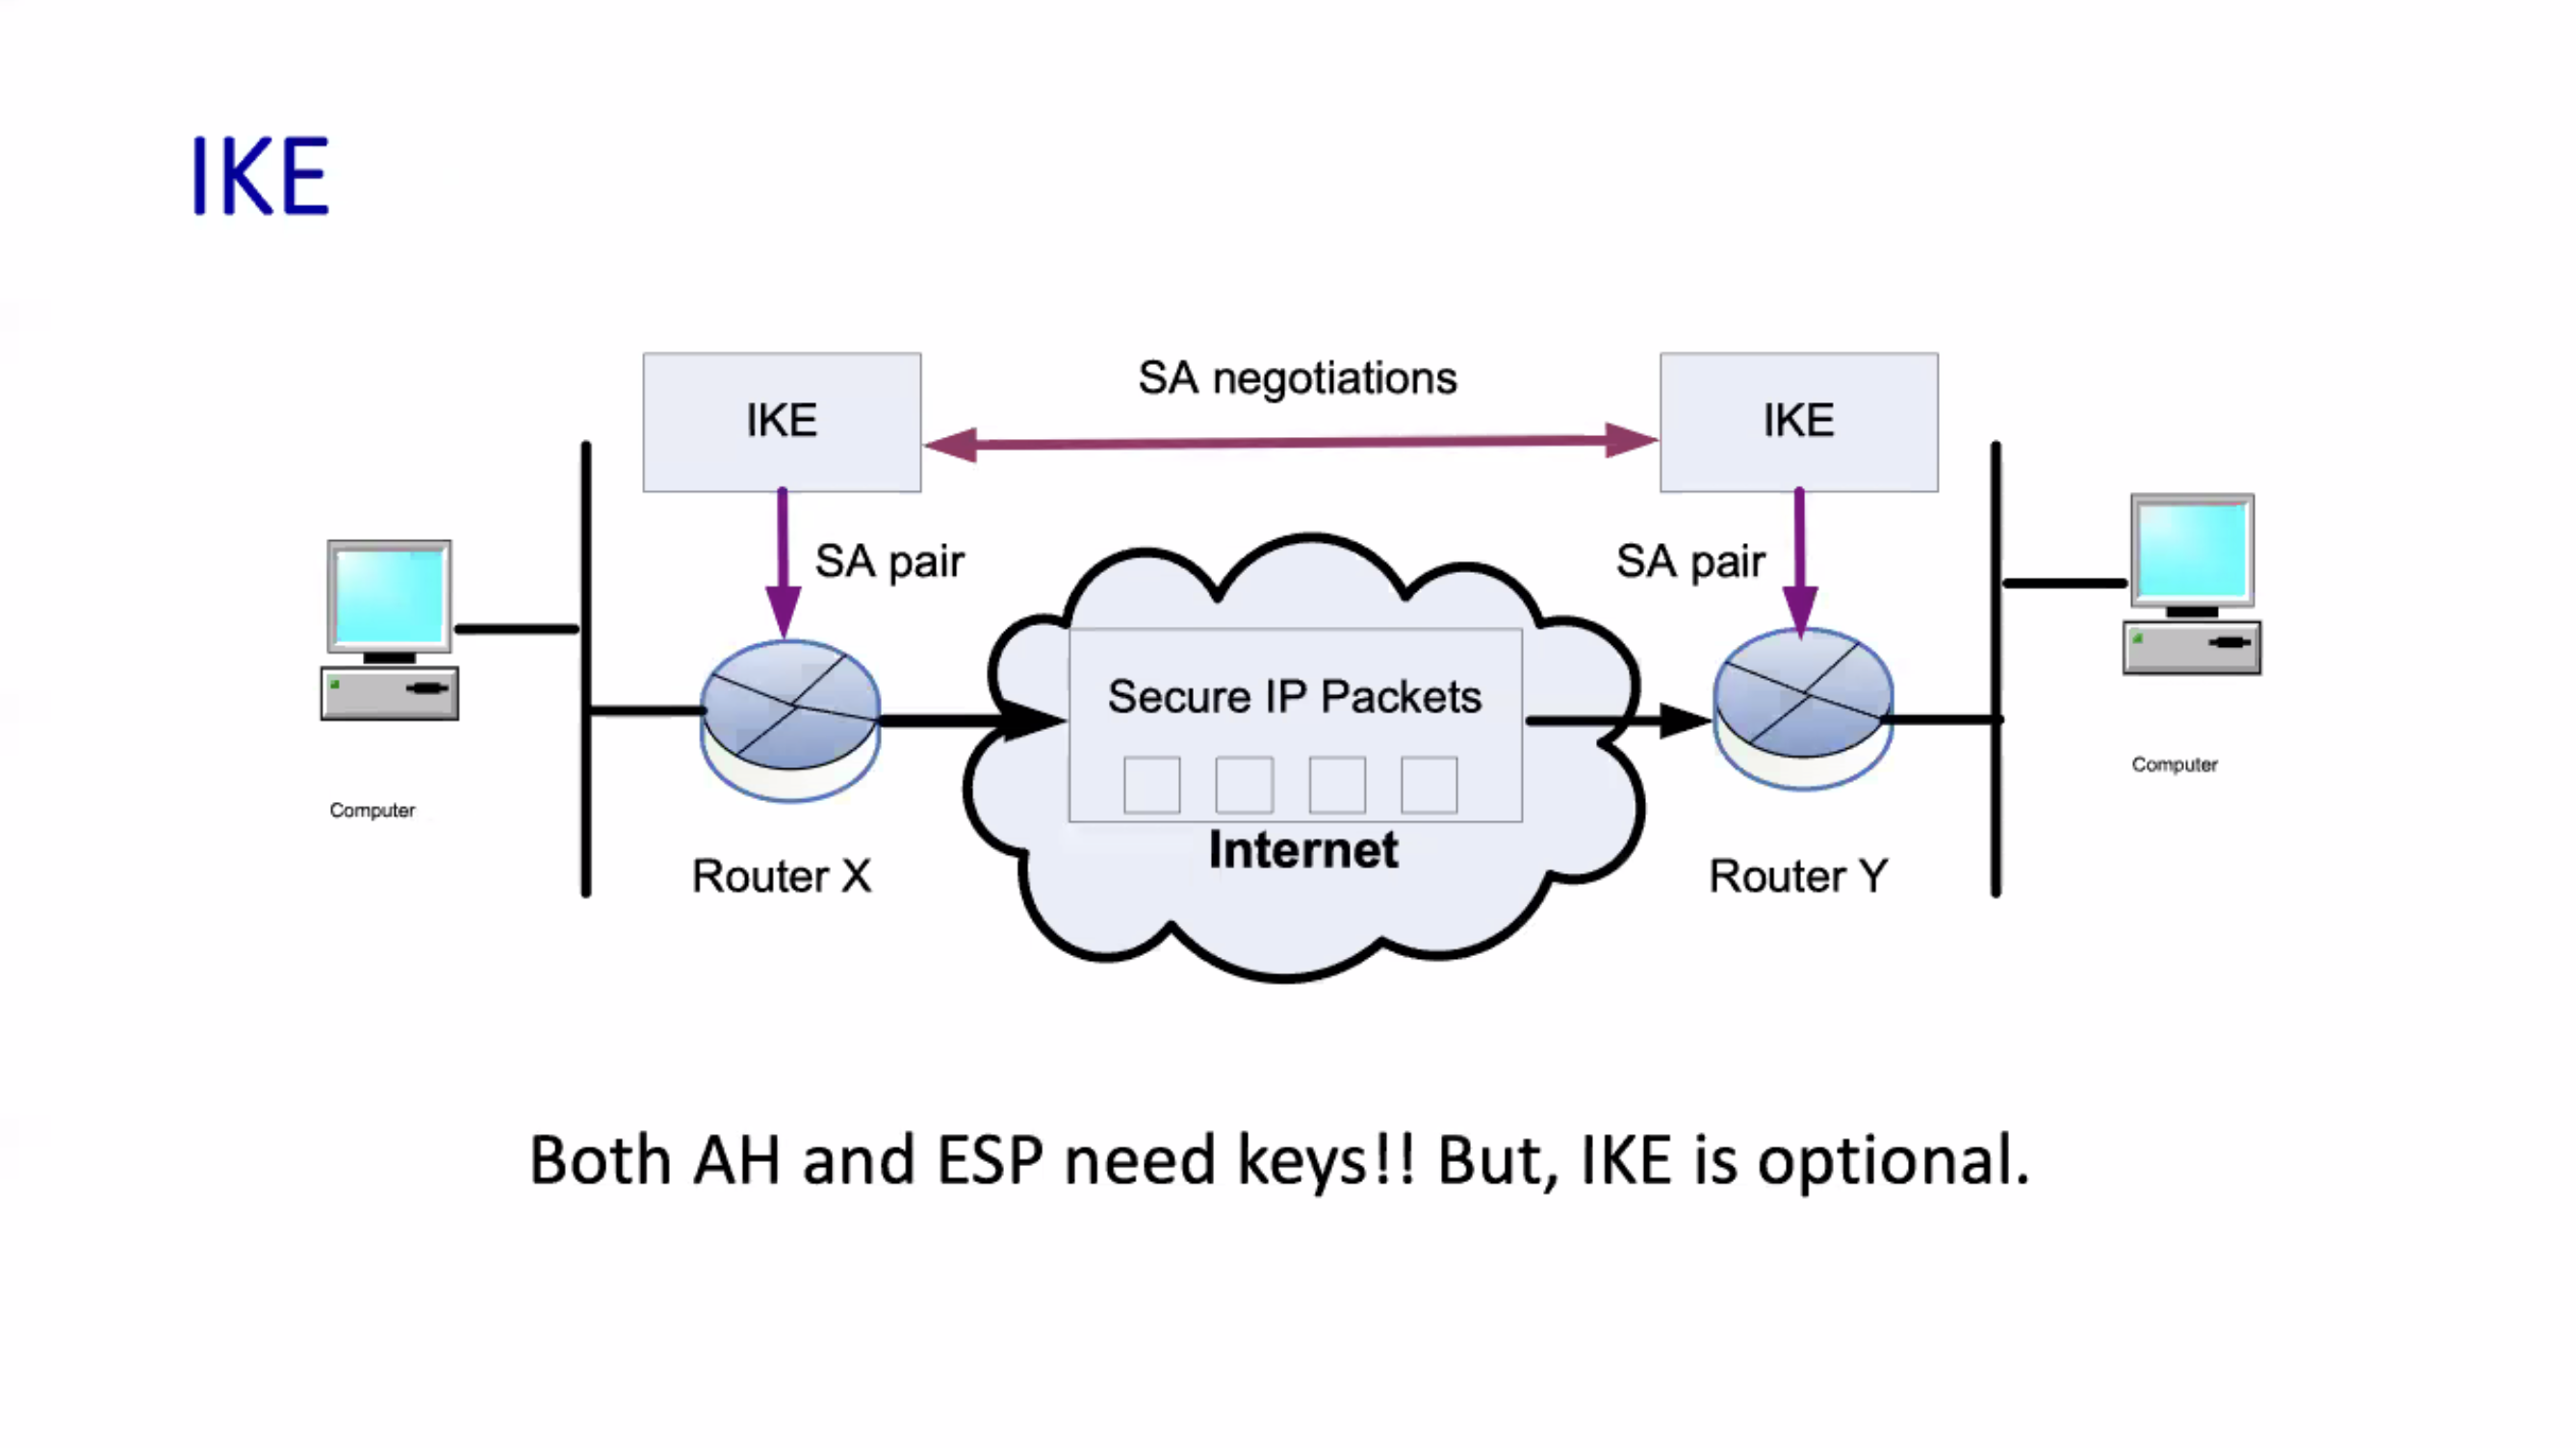 IKE
IKE
SA negotiations
IKE
SA pair
SA pair
Secure IP Packets
Internet
Computer
Computer
Router X
Router Y
Both AH and ESP need keys!! But, IKE is optional.